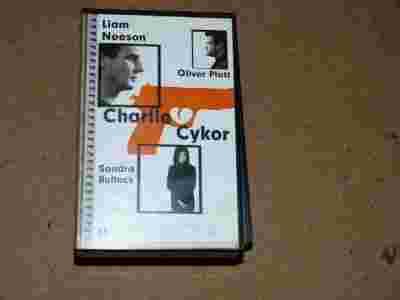 Liam
Neeson
Oliver Platt
Charlie
Cykor
Sandra
Bullock